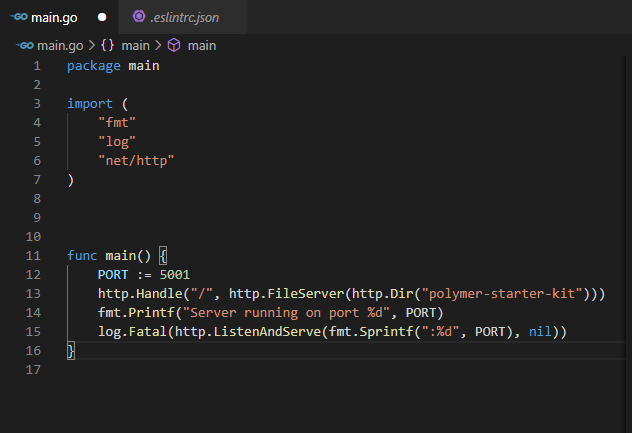 GO main.go ● .eslintrc.json
GO main.go > {} main > main
1 package main
2
3 import (
4 "fmt"
5 "log"
6 "net/http"
7 )
8
9
10
11 func main() {
12 PORT := 5001
13 http.Handle("/", http.FileServer(http.Dir("polymer-starter-kit")))
14 fmt.Printf("Server running on port %d", PORT)
15 log.Fatal(http.ListenAndServe(fmt.Sprintf(":%d", PORT), nil))
16 }
17